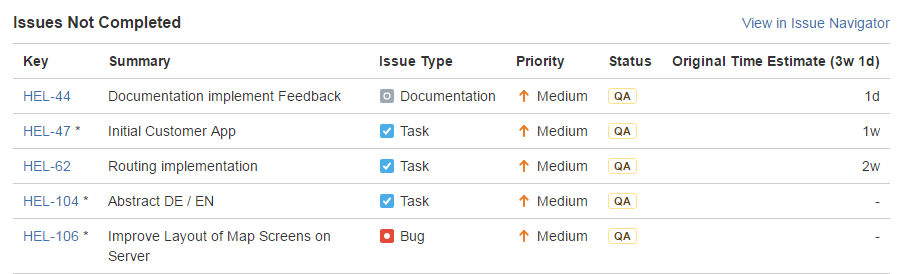 Issues Not Completed View in Issue Navigator
Key Summary Issue Type Priority Status Original Time Estimate (3w 1d)
HEL-44 Documentation implement Feedback Documentation Medium QA 1d
HEL-47 * Initial Customer App Task Medium QA 1w
HEL-62 Routing implementation Task Medium QA 2w
HEL-104 * Abstract DE / EN Task Medium QA -
HEL-106 * Improve Layout of Map Screens on Bug Medium QA -
Server